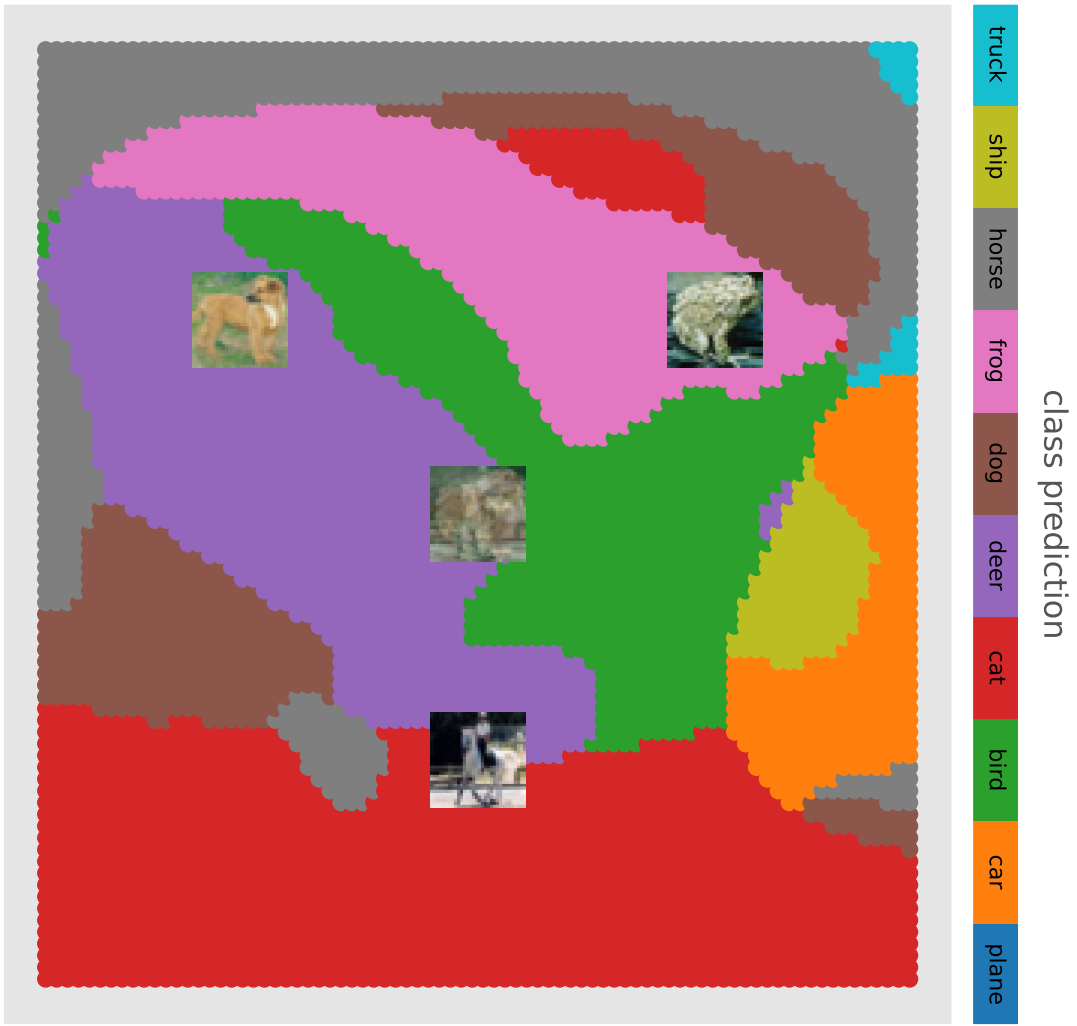 truck
ship
horse
frog
dog
deer
cat
bird
car
plane
class prediction